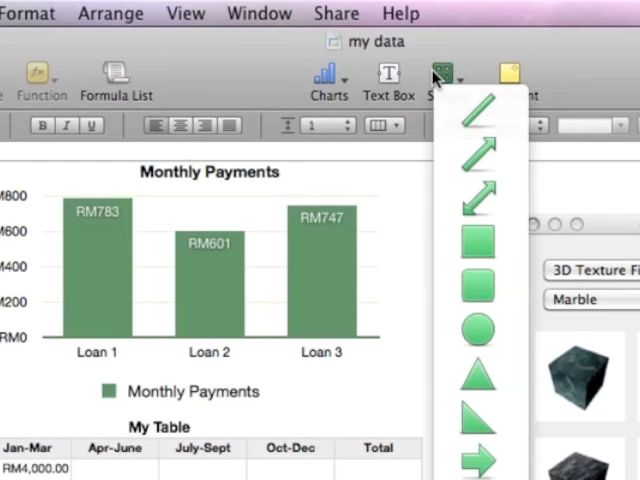 Format Arrange View Window Share Help
my data
Function Formula List Charts Text Box
B I U 1
Monthly Payments
RM800
RM600
RM400
RM200
RM0
RM783
RM601
RM747
Loan 1 Loan 2 Loan 3
Monthly Payments
My Table
Jan-Mar Apr-June July-Sept Oct-Dec Total
RM4,000.00
3D Texture Fi
Marble